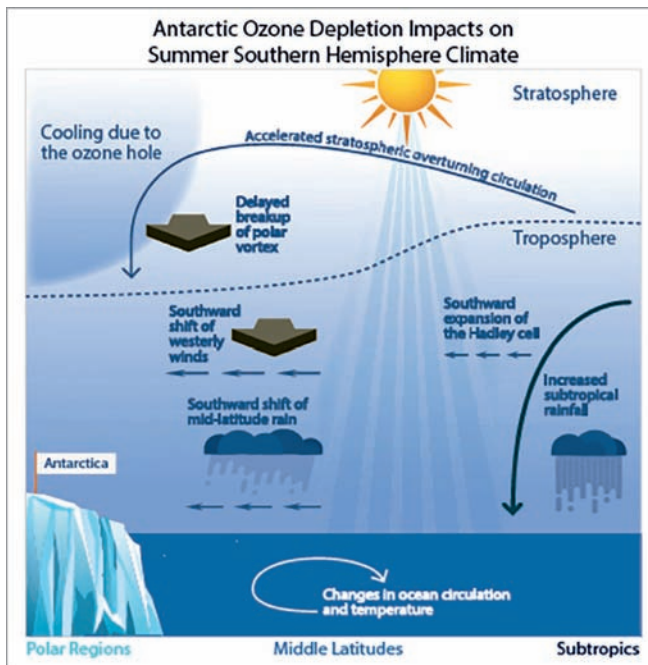 Antarctic Ozone Depletion Impacts on
Summer Southern Hemisphere Climate
Stratosphere
Cooling due to
the ozone hole
Accelerated stratospheric overturning circulation
Delayed
breakup
of polar
vortex
Troposphere
Southward
shift of
westerly
winds
Southward
expansion of
the Hadley cell
Increased
subtropical
rainfall
Southward shift of
mid-latitude rain
Antarctica
Changes in ocean circulation
and temperature
Polar Regions
Middle Latitudes
Subtropics